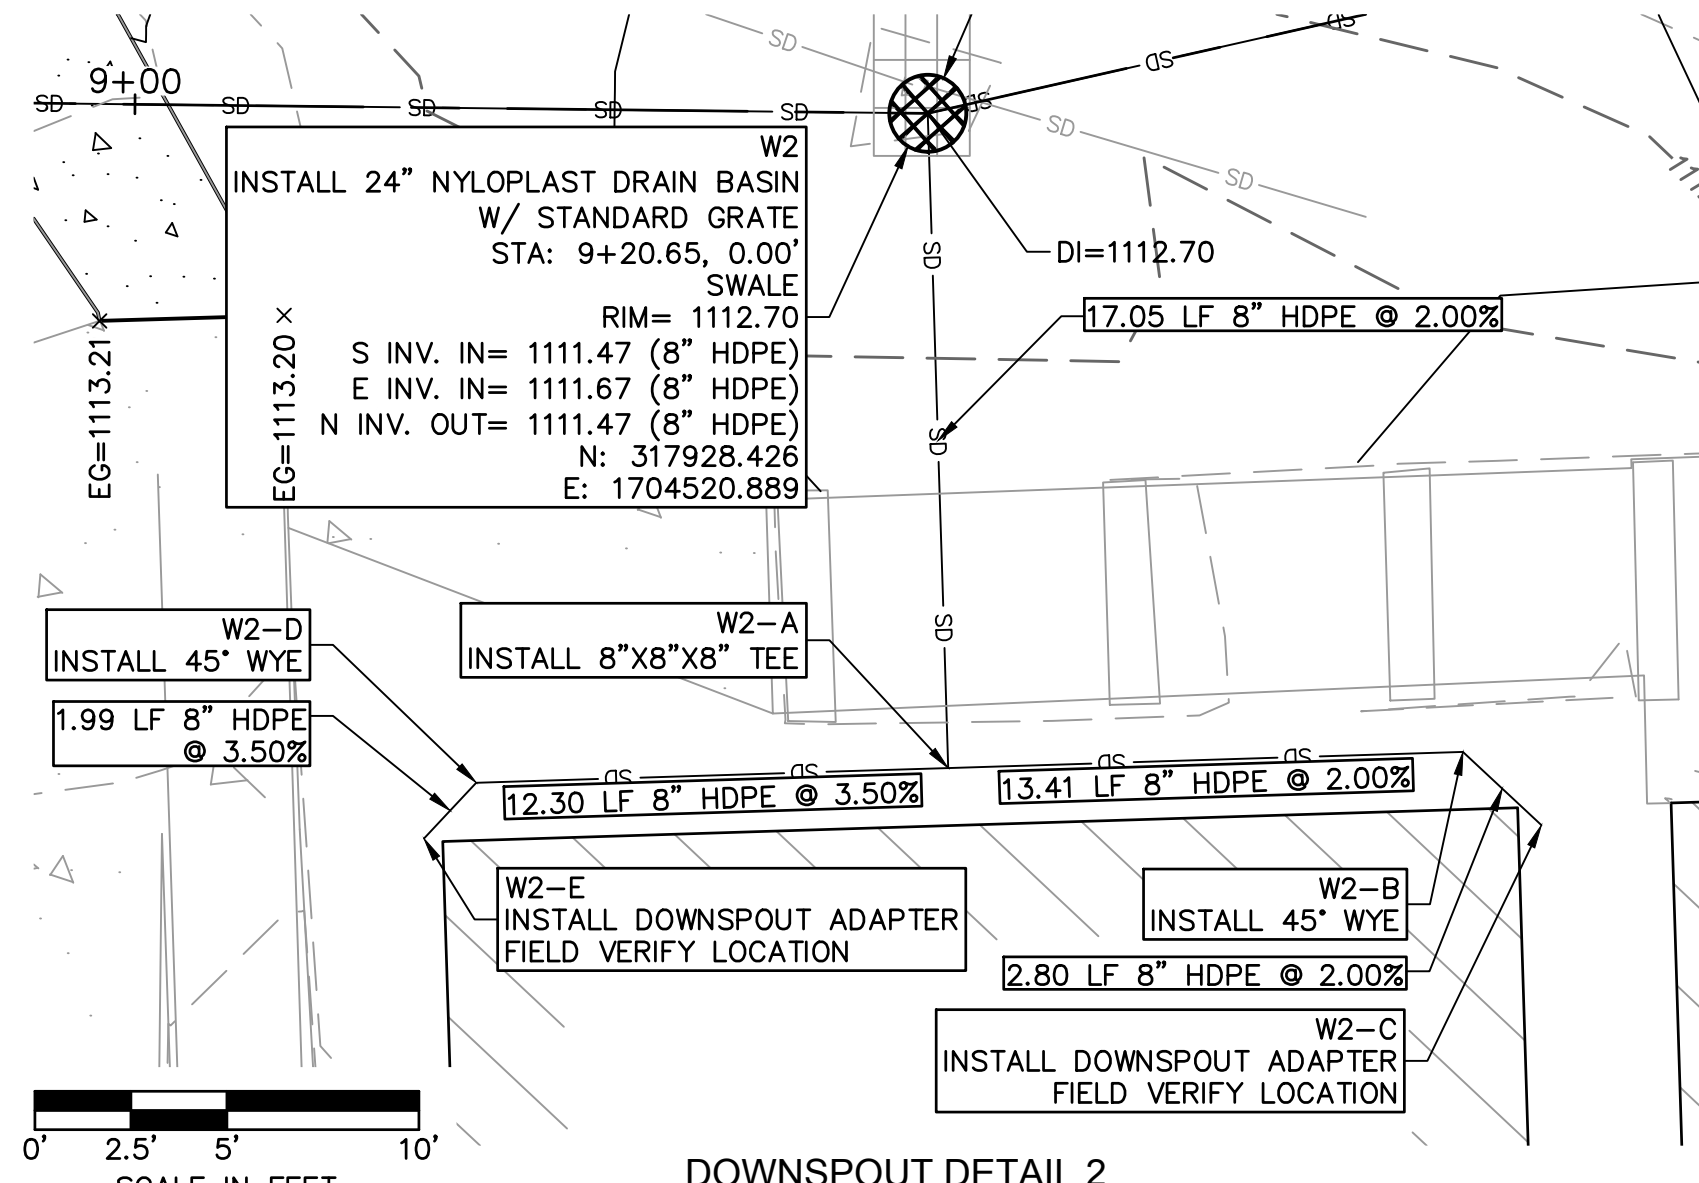 9+00
SD
SD
SD
SD
SD
SD
SD
SD
SD
SD
SD
W2
INSTALL 24” NYLOPLAST DRAIN BASIN
W/ STANDARD GRATE
STA: 9+20.65, 0.00'
SWALE
RIM= 1112.70
S INV. IN= 1111.47 (8” HDPE)
E INV. IN= 1111.67 (8” HDPE)
N INV. OUT= 1111.47 (8” HDPE)
N: 317928.426
E: 1704520.889
EG=1113.21
EG=1113.20
SD
DI=1112.70
17.05 LF 8” HDPE @ 2.00%
SD
SD
W2-D
INSTALL 45° WYE
W2-A
INSTALL 8”X8”X8” TEE
1.99 LF 8” HDPE
@ 3.50%
SD
SD
SD
SD
12.30 LF 8” HDPE @ 3.50%
13.41 LF 8” HDPE @ 2.00%
W2-E
INSTALL DOWNSPOUT ADAPTER
FIELD VERIFY LOCATION
W2-B
INSTALL 45° WYE
2.80 LF 8” HDPE @ 2.00%
W2-C
INSTALL DOWNSPOUT ADAPTER
FIELD VERIFY LOCATION
0' 2.5' 5' 10'
SCALE IN FEET
DOWNSPOUT DETAIL 2